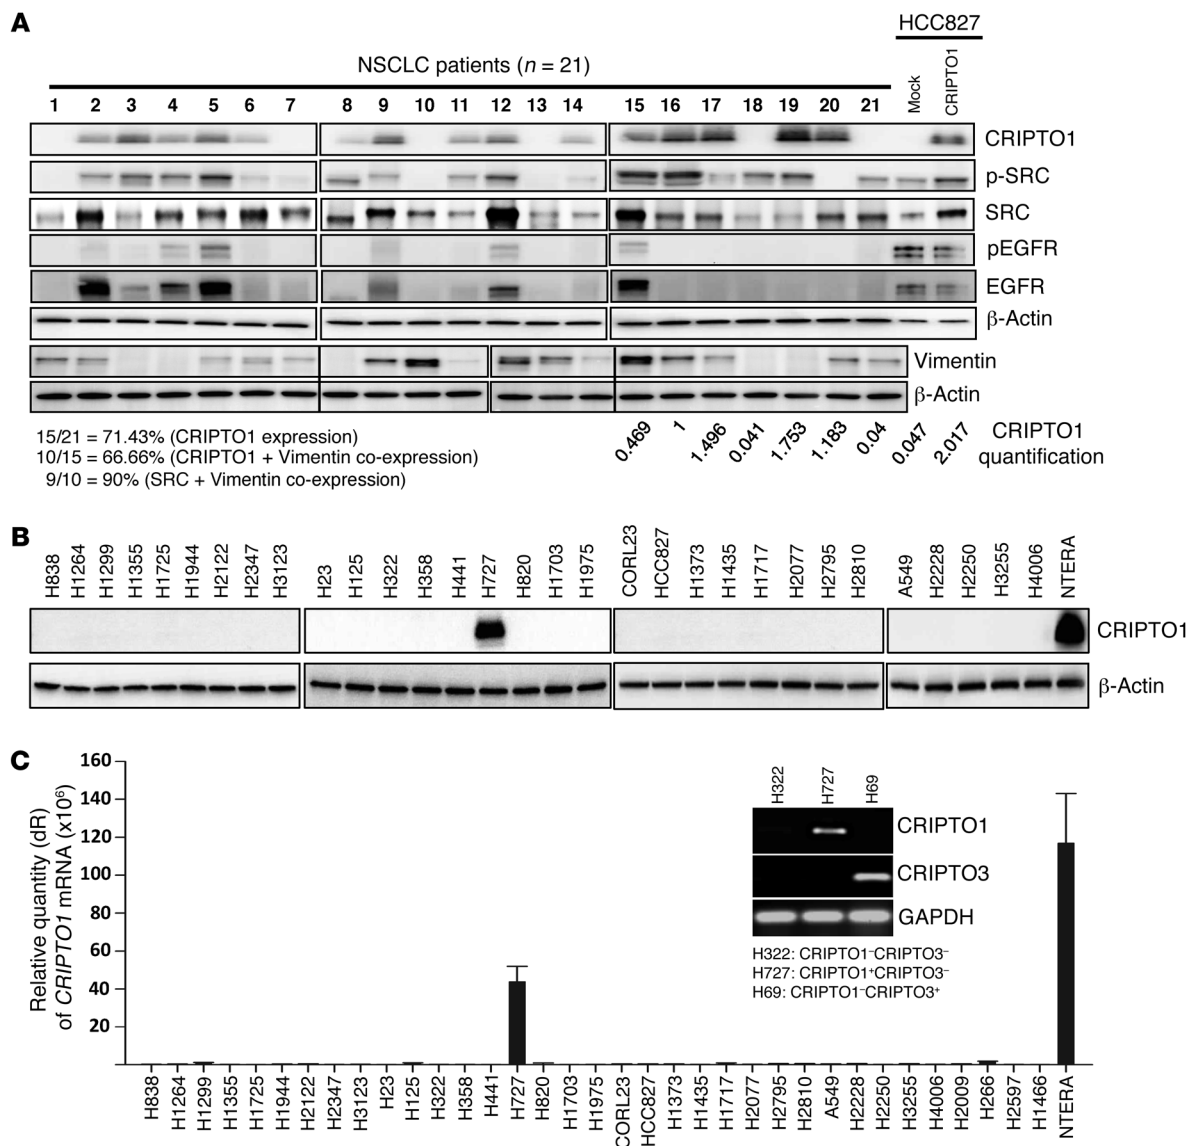 A
HCC827
NSCLC patients (n = 21)
Mock
CRIPTO1
1 2 3 4 5 6 7 8 9 10 11 12 13 14 15 16 17 18 19 20 21
CRIPTO1
p-SRC
SRC
pEGFR
EGFR
β-Actin
Vimentin
β-Actin
0.469 1 1.496 0.041 1.753 1.183 0.04 0.047 2.017
CRIPTO1
quantification
15/21 = 71.43% (CRIPTO1 expression)
10/15 = 66.66% (CRIPTO1 + Vimentin co-expression)
9/10 = 90% (SRC + Vimentin co-expression)
B
H838 H1264 H1299 H1355 H1725 H1944 H2122 H2347 H3123 H23 H125 H322 H358 H441 H727 H820 H1703 H1975 CORL23 HCC827 H1373 H1435 H1717 H2077 H2795 H2810 A549 H2228 H2250 H3255 H4006 NTERA
CRIPTO1
β-Actin
C
Relative quantity (dR)
of CRIPTO1 mRNA (x10⁶)
160
140
120
100
80
60
40
20
H322 H727 H69
CRIPTO1
CRIPTO3
GAPDH
H322: CRIPTO1⁻CRIPTO3⁻
H727: CRIPTO1⁺CRIPTO3⁻
H69: CRIPTO1⁻CRIPTO3⁺
H838 H1264 H1299 H1355 H1725 H1944 H2122 H2347 H3123 H23 H125 H322 H358 H441 H727 H820 H1703 H1975 CORL23 HCC827 H1373 H1435 H1717 H2077 H2795 H2810 A549 H2228 H2250 H3255 H4006 H2009 H266 H2597 H1466 NTERA